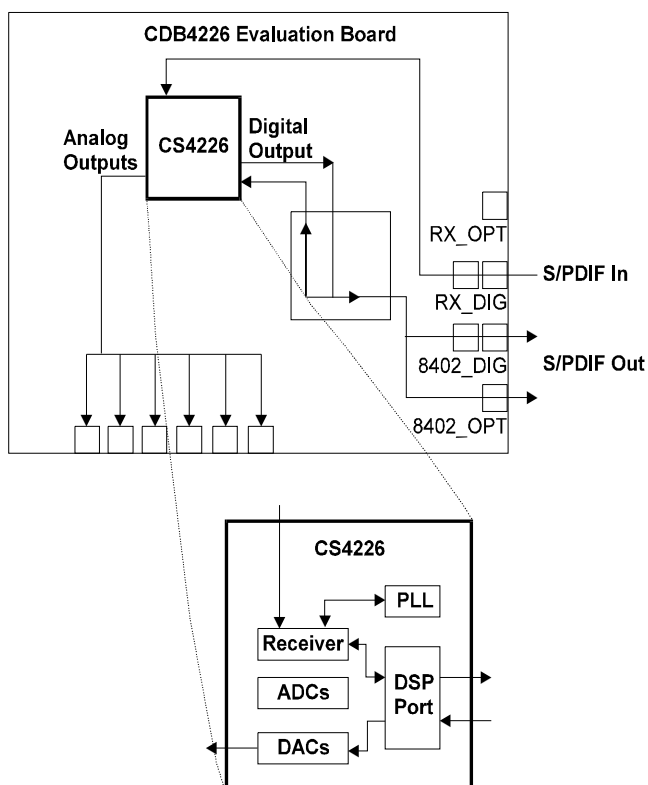 CDB4226 Evaluation Board
Analog
Outputs
CS4226
Digital
Output
RX_OPT
S/PDIF In
RX_DIG
8402_DIG
S/PDIF Out
8402_OPT
CS4226
PLL
Receiver
ADCs
DSP
Port
DACs